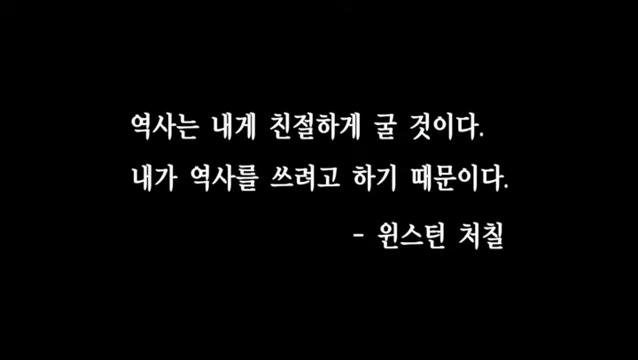 역사는 내게 친절하게 굴 것이다.
내가 역사를 쓰려고 하기 때문이다.
- 윈스턴 처칠